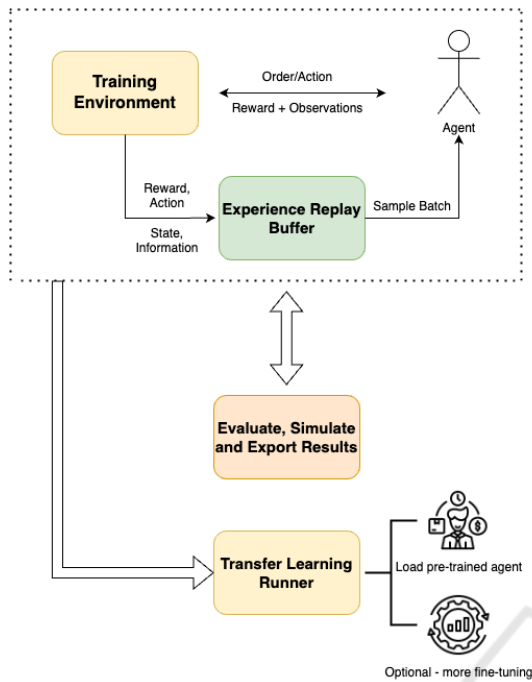 Training
Environment
Order/Action
Reward + Observations
Agent
Reward,
Action
State,
Information
Experience Replay
Buffer
Sample Batch
Evaluate, Simulate
and Export Results
Transfer Learning
Runner
Load pre-trained agent
Optional - more fine-tuning